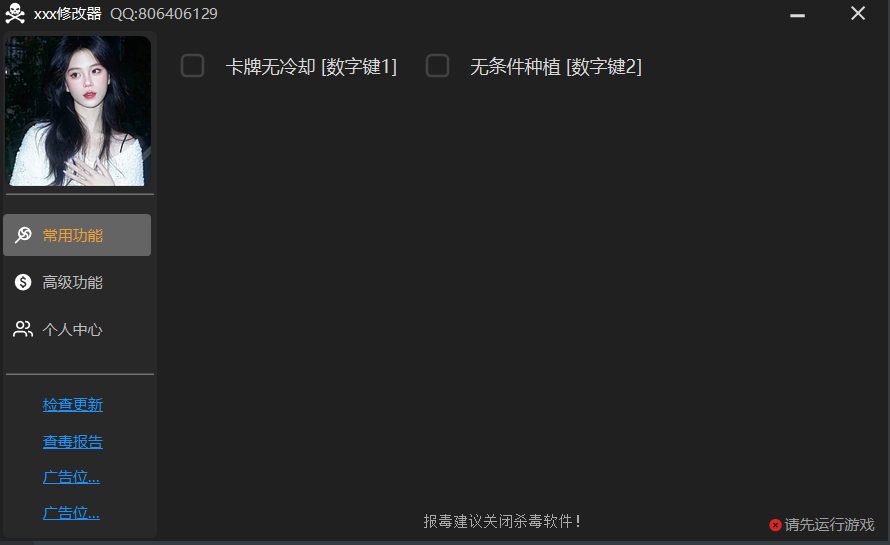 xxx修改器 QQ:806406129
卡牌无冷却 [数字键1] 无条件种植 [数字键2]
常用功能
高级功能
个人中心
检查更新
查毒报告
广告位...
广告位...
报毒建议关闭杀毒软件!
请先运行游戏